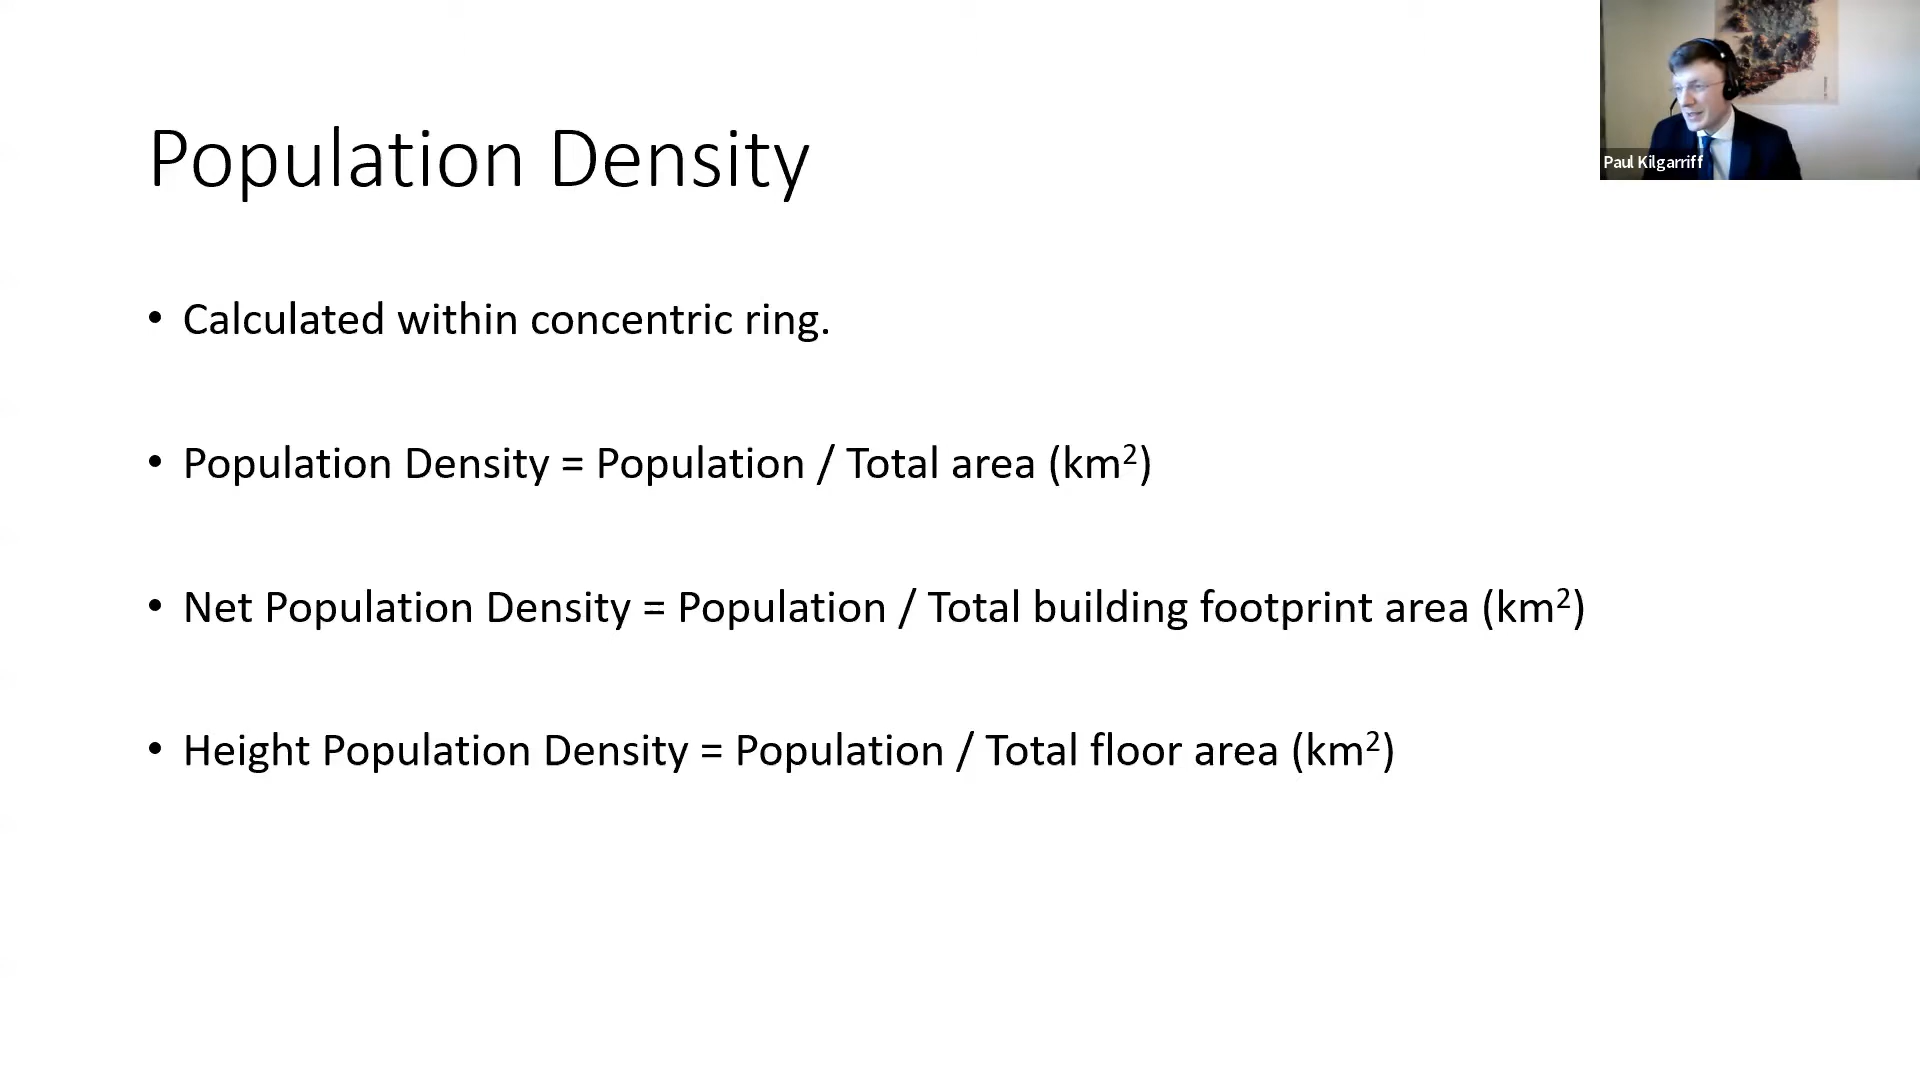 Population Density
Paul Kilgarriff
• Calculated within concentric ring.
• Population Density = Population / Total area (km²)
• Net Population Density = Population / Total building footprint area (km²)
• Height Population Density = Population / Total floor area (km²)